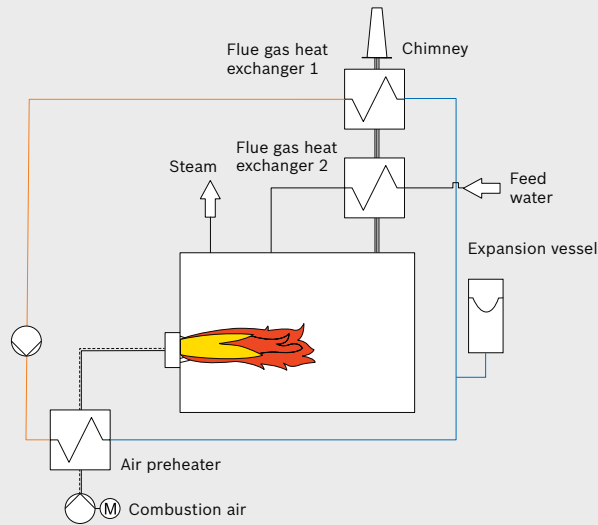 Flue gas heat
exchanger 1
Chimney
Flue gas heat
exchanger 2
Steam
Feed
water
Expansion vessel
Air preheater
M
Combustion air